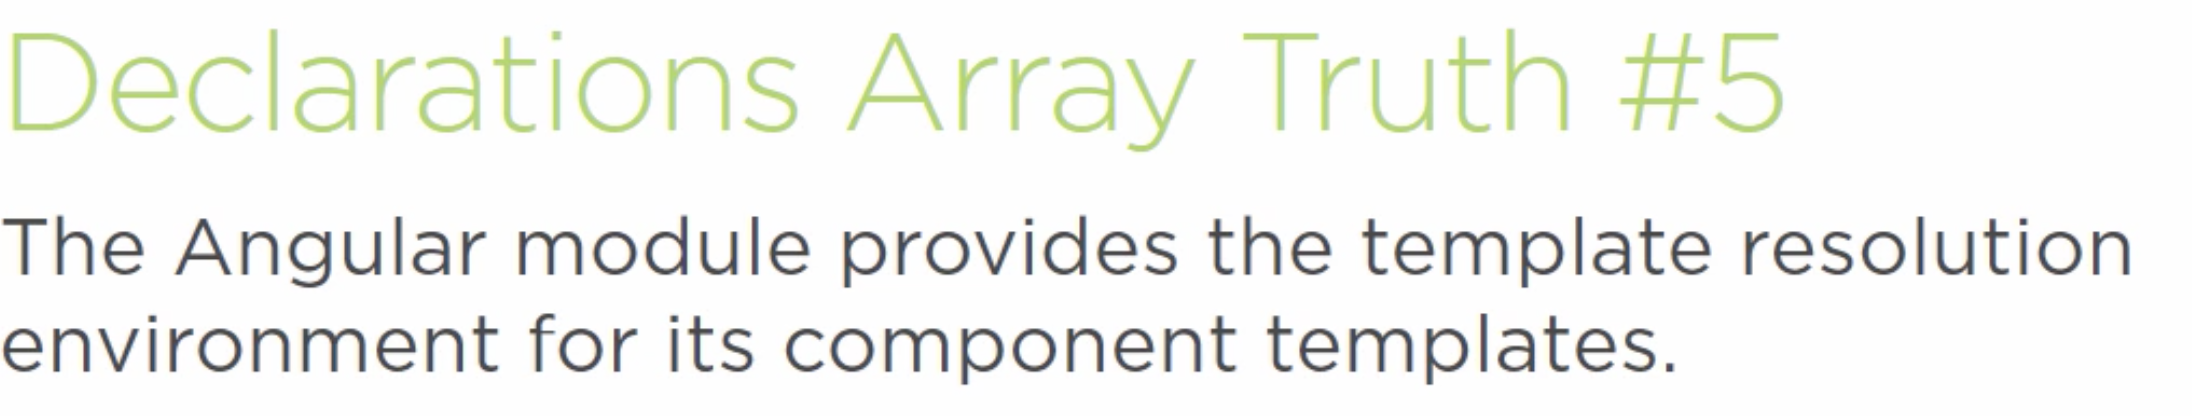 Declarations Array Truth #5
The Angular module provides the template resolution
environment for its component templates.